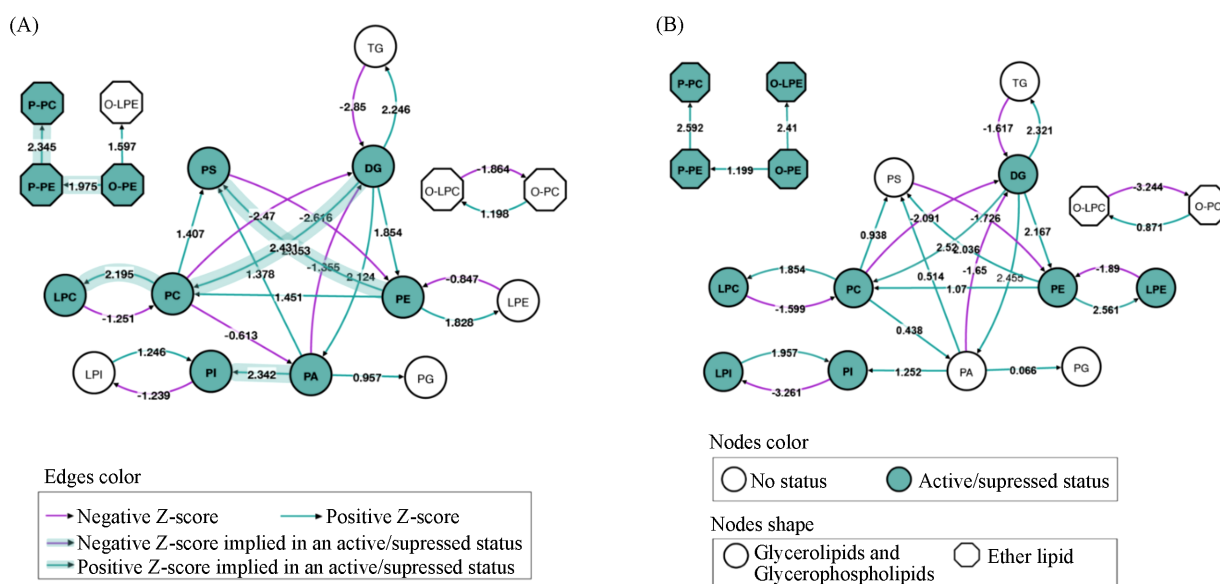 (A)
(B)
TG
TG
P-PC
O-LPE
P-PC
O-LPE
-2.85
2.246
-1.617
2.321
2.345
1.597
2.592
2.41
PS
DG
PS
DG
1.864
P-PE
1.975
O-PE
P-PE
1.199
O-PE
O-LPC
O-PC
1.198
-3.244
O-LPC
O-PC
0.871
-2.47
-2.616
1.407
1.854
2.431
1.378
-1.355
2.124
-2.091
-1.726
0.938
2.167
2.52
2.036
0.514
-1.65
2.455
2.195
-0.847
1.854
-1.89
LPC
PC
1.451
PE
LPE
LPC
PC
1.07
PE
LPE
-1.251
1.828
-1.599
2.561
-0.613
0.438
1.246
1.957
LPI
PI
2.342
PA
0.957
PG
LPI
PI
1.252
PA
0.066
PG
-1.239
-3.261
Edges color
Negative Z-score
Positive Z-score
Negative Z-score implied in an active/supressed status
Positive Z-score implied in an active/supressed status
Nodes color
No status
Active/supressed status
Nodes shape
Glycerolipids and
Glycerophospholipids
Ether lipid